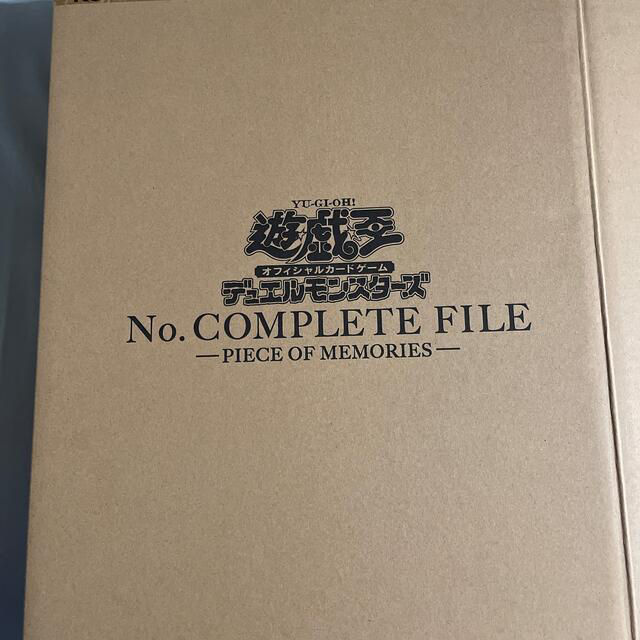 YU-GI-OH!
遊戯王
オフィシャルカードゲーム
デュエルモンスターズ
No. COMPLETE FILE
—PIECE OF MEMORIES—